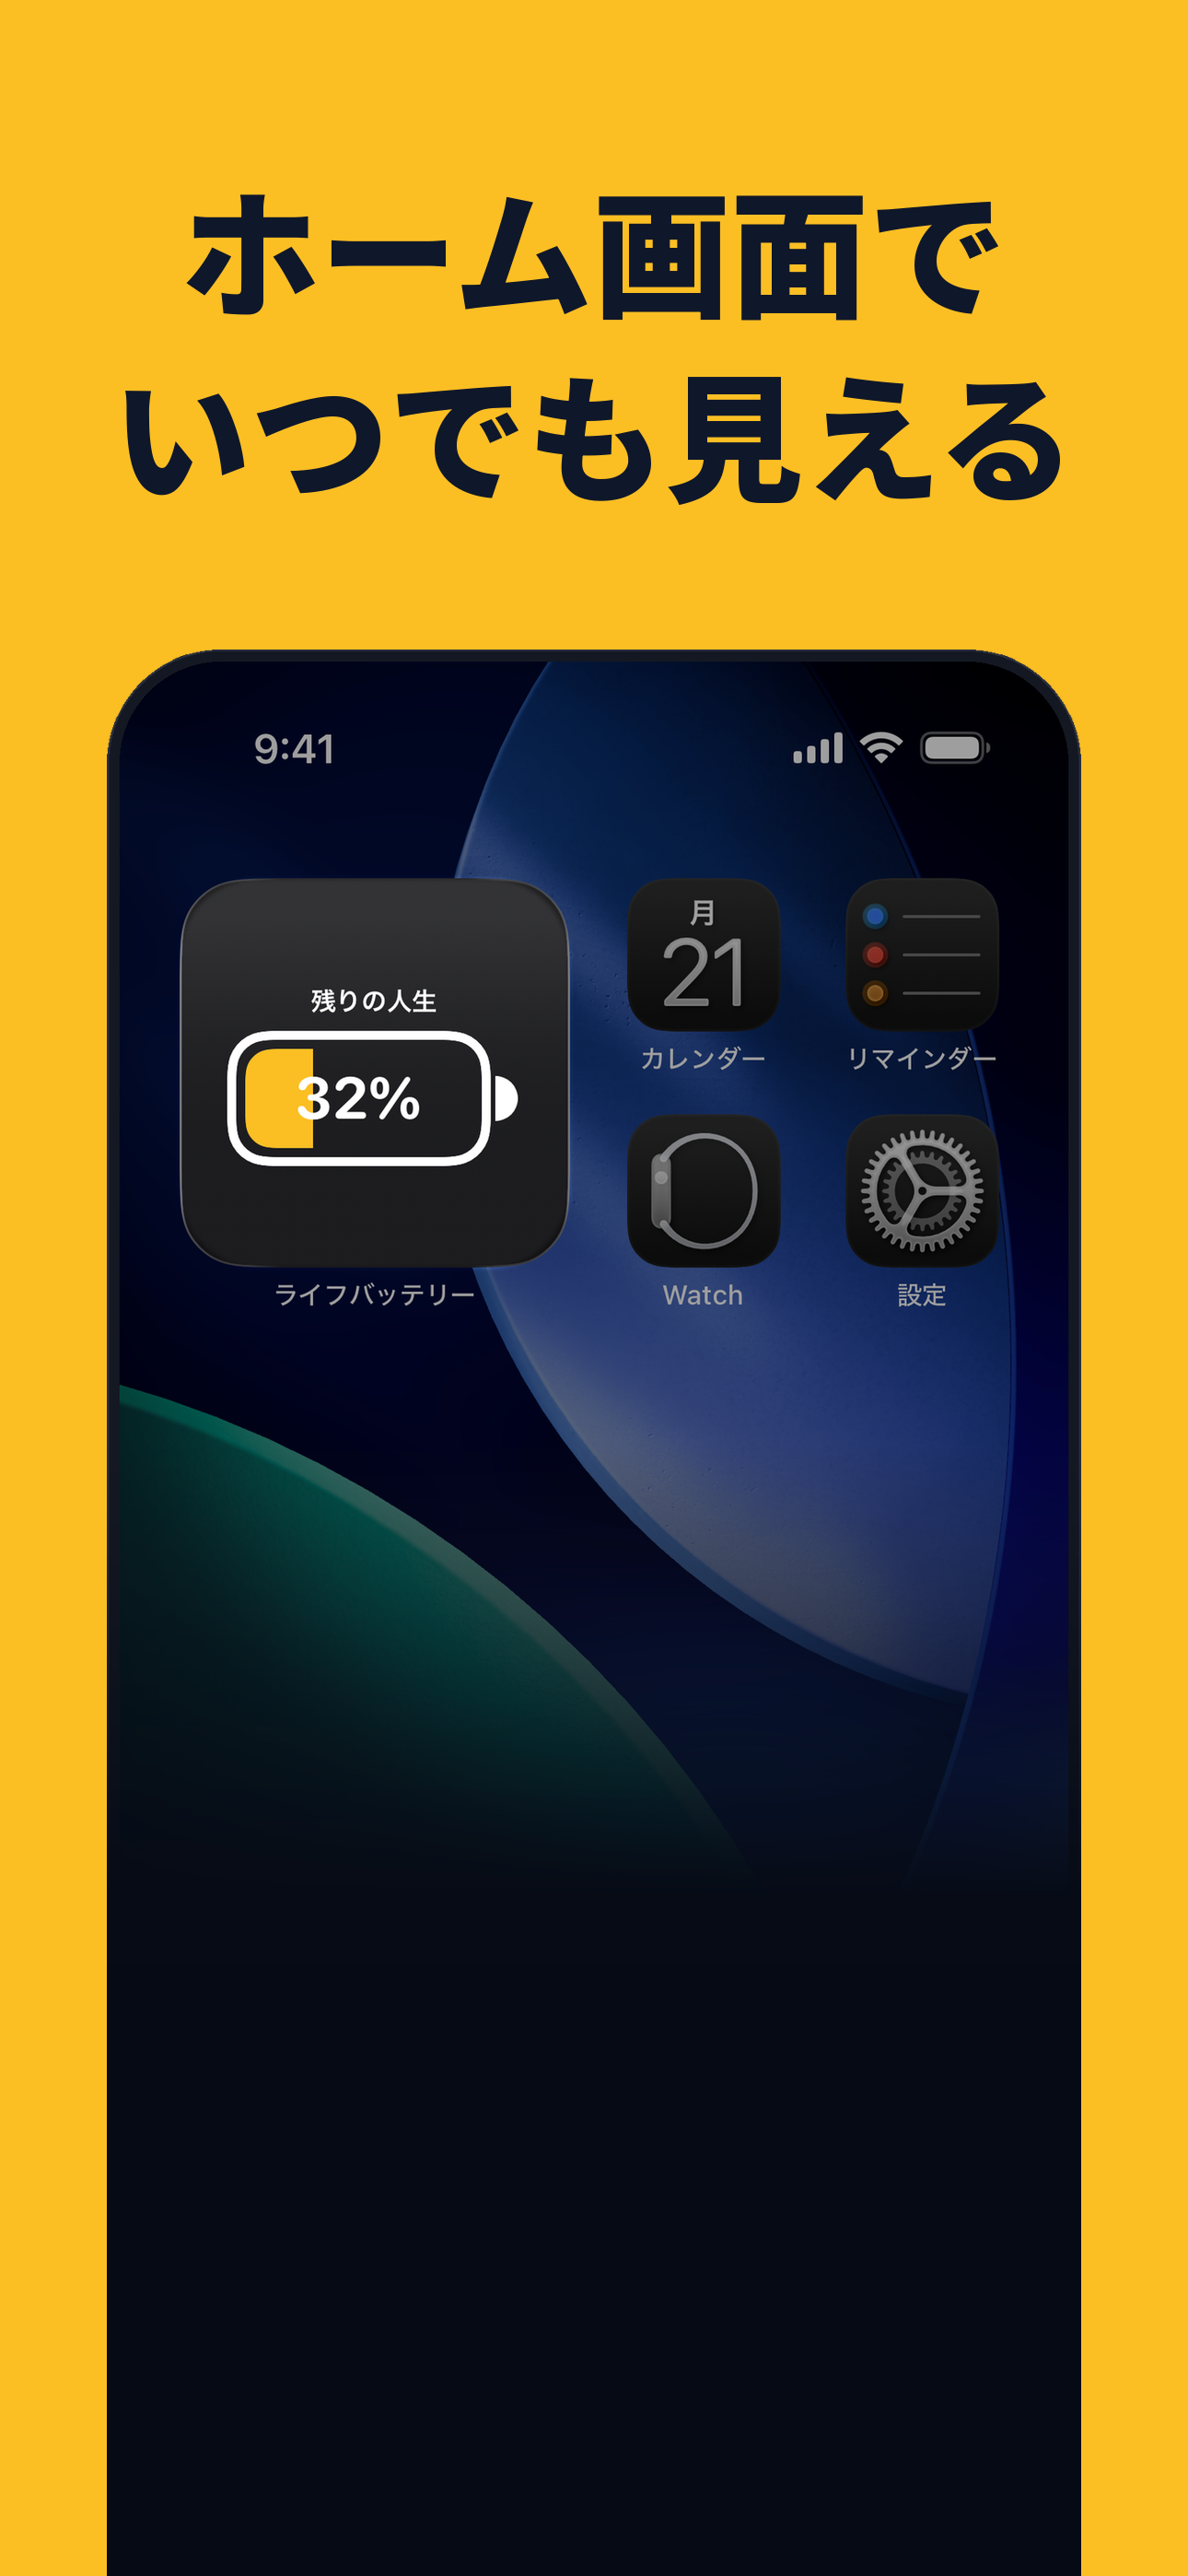 ホーム画面で
いつでも見える
9:41
残りの人生
32%
ライフバッテリー
月
21
カレンダー
リマインダー
Watch
設定